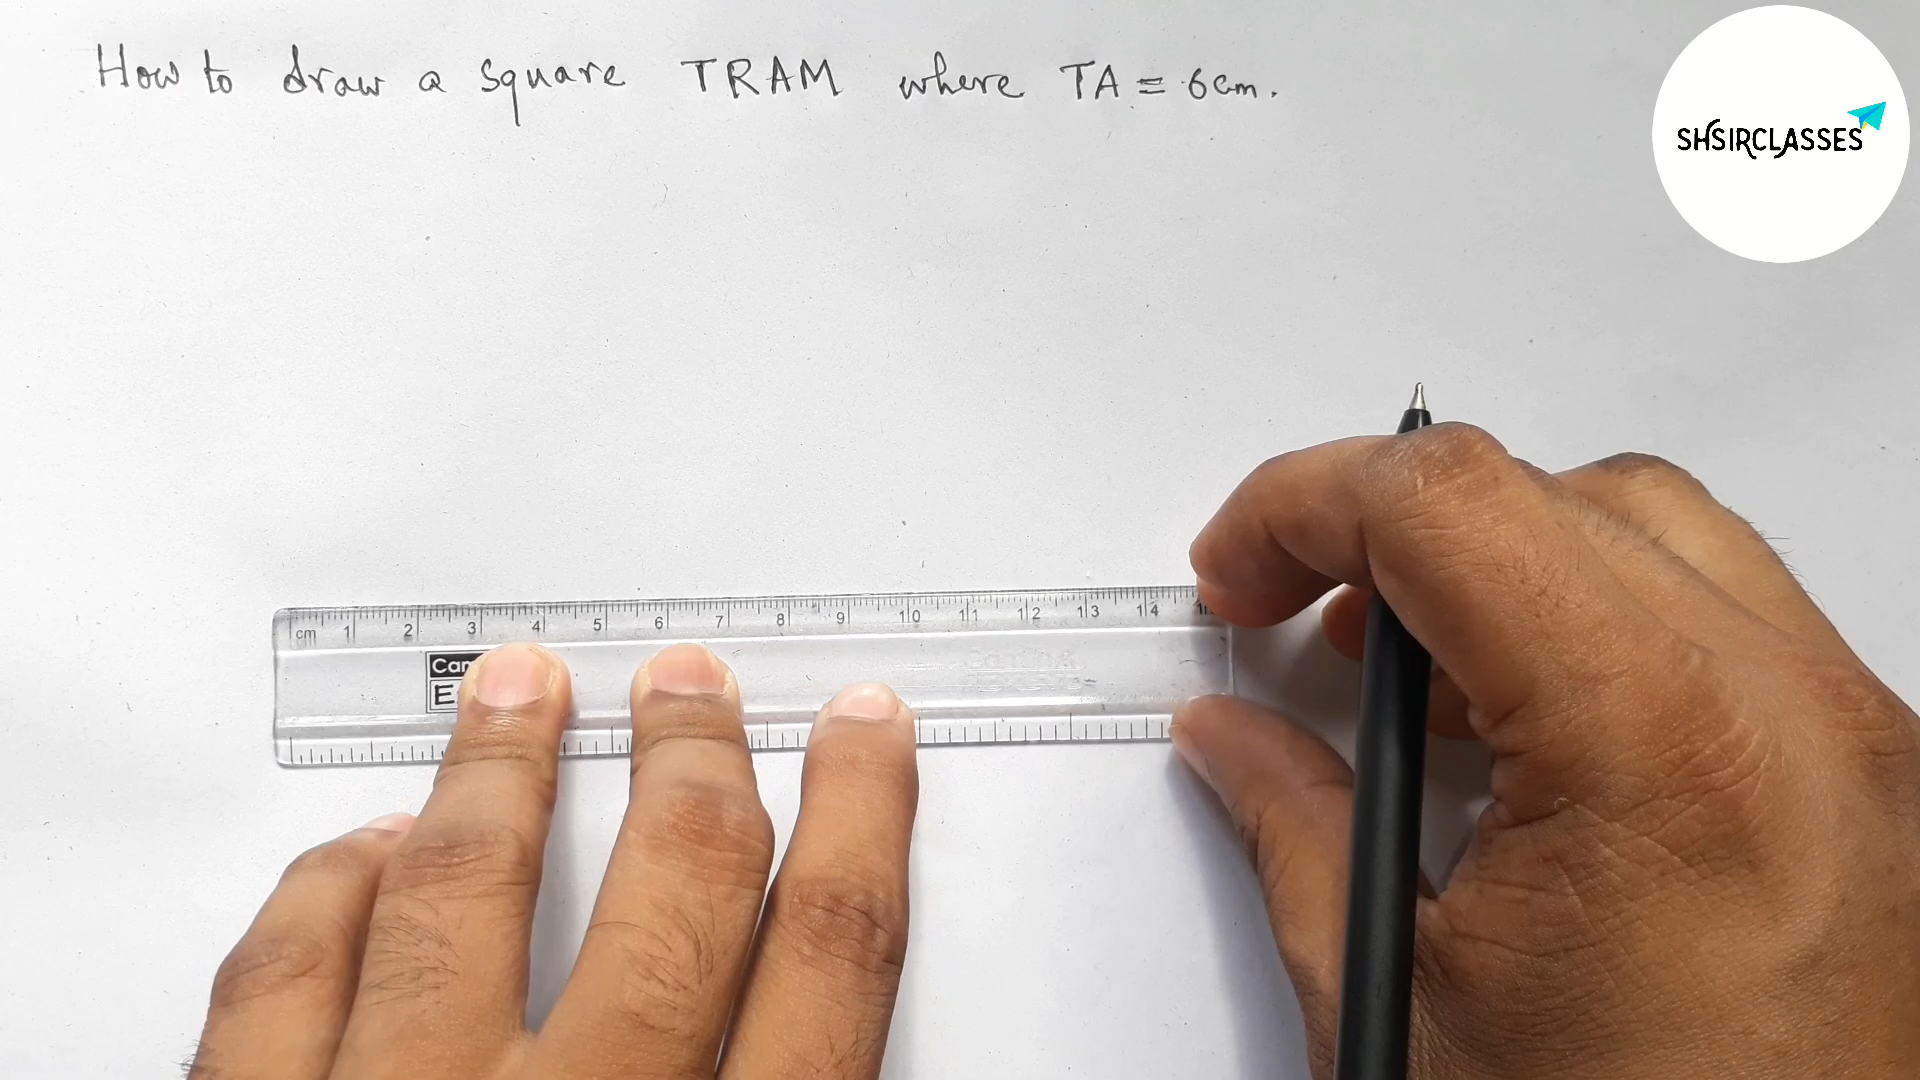 How to draw a square TRAM where TA = 6cm.
SHSIRCLASSES
cm 1 2 3 4 5 6 7 8 9 10 11 12 13 14